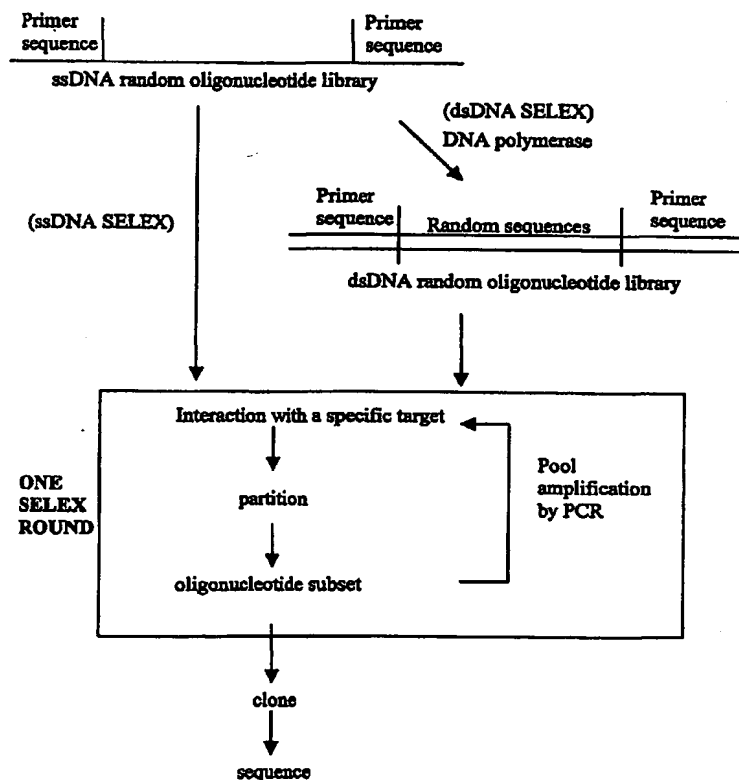 Primer
sequence
Primer
sequence
ssDNA random oligonucleotide library
(dsDNA SELEX)
DNA polymerase
(ssDNA SELEX)
Primer
sequence
Random sequences
Primer
sequence
dsDNA random oligonucleotide library
Interaction with a specific target
ONE
SELEX
ROUND
partition
Pool
amplification
by PCR
oligonucleotide subset
clone
sequence